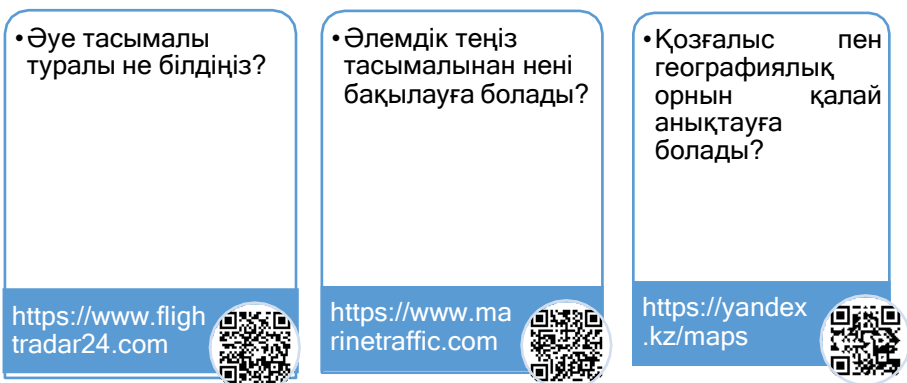 •Әуе тасымалы
туралы не білдіңіз?
https://www.fligh
tradar24.com
•Әлемдік теңіз
тасымалынан нені
бақылауға болады?
https://www.ma
rinetraffic.com
•Қозғалыс пен
географиялық
орнын қалай
анықтауға
болады?
https://yandex
.kz/maps